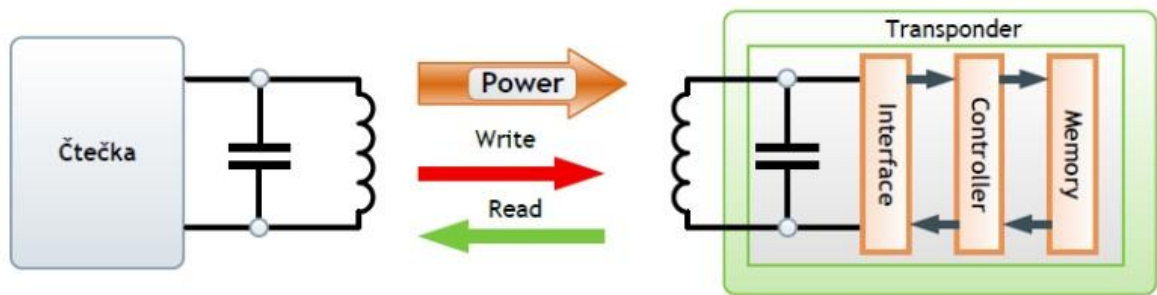 Čtečka
Power
Write
Read
Transponder
Interface
Controller
Memory